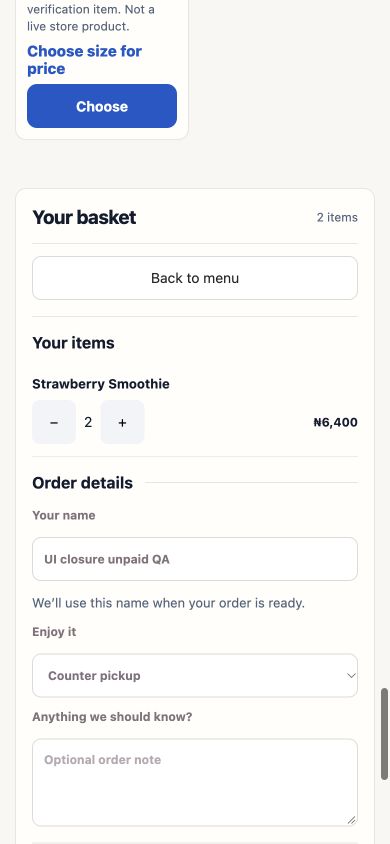 verification item. Not a
live store product.
Choose size for
price
Choose
Your basket
2 items
Back to menu
Your items
Strawberry Smoothie
− 2 + ₦6,400
Order details
Your name
UI closure unpaid QA
We’ll use this name when your order is ready.
Enjoy it
Counter pickup
Anything we should know?
Optional order note